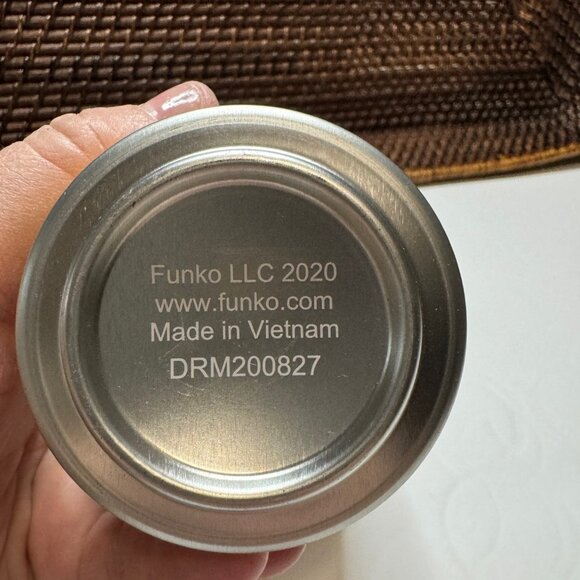 Funko LLC 2020
www.funko.com
Made in Vietnam
DRM200827